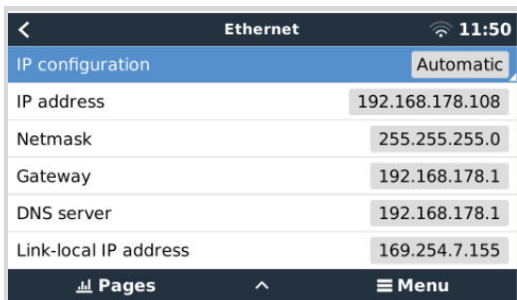 Ethernet 11:50
IP configuration Automatic
IP address 192.168.178.108
Netmask 255.255.255.0
Gateway 192.168.178.1
DNS server 192.168.178.1
Link-local IP address 169.254.7.155
Pages Menu